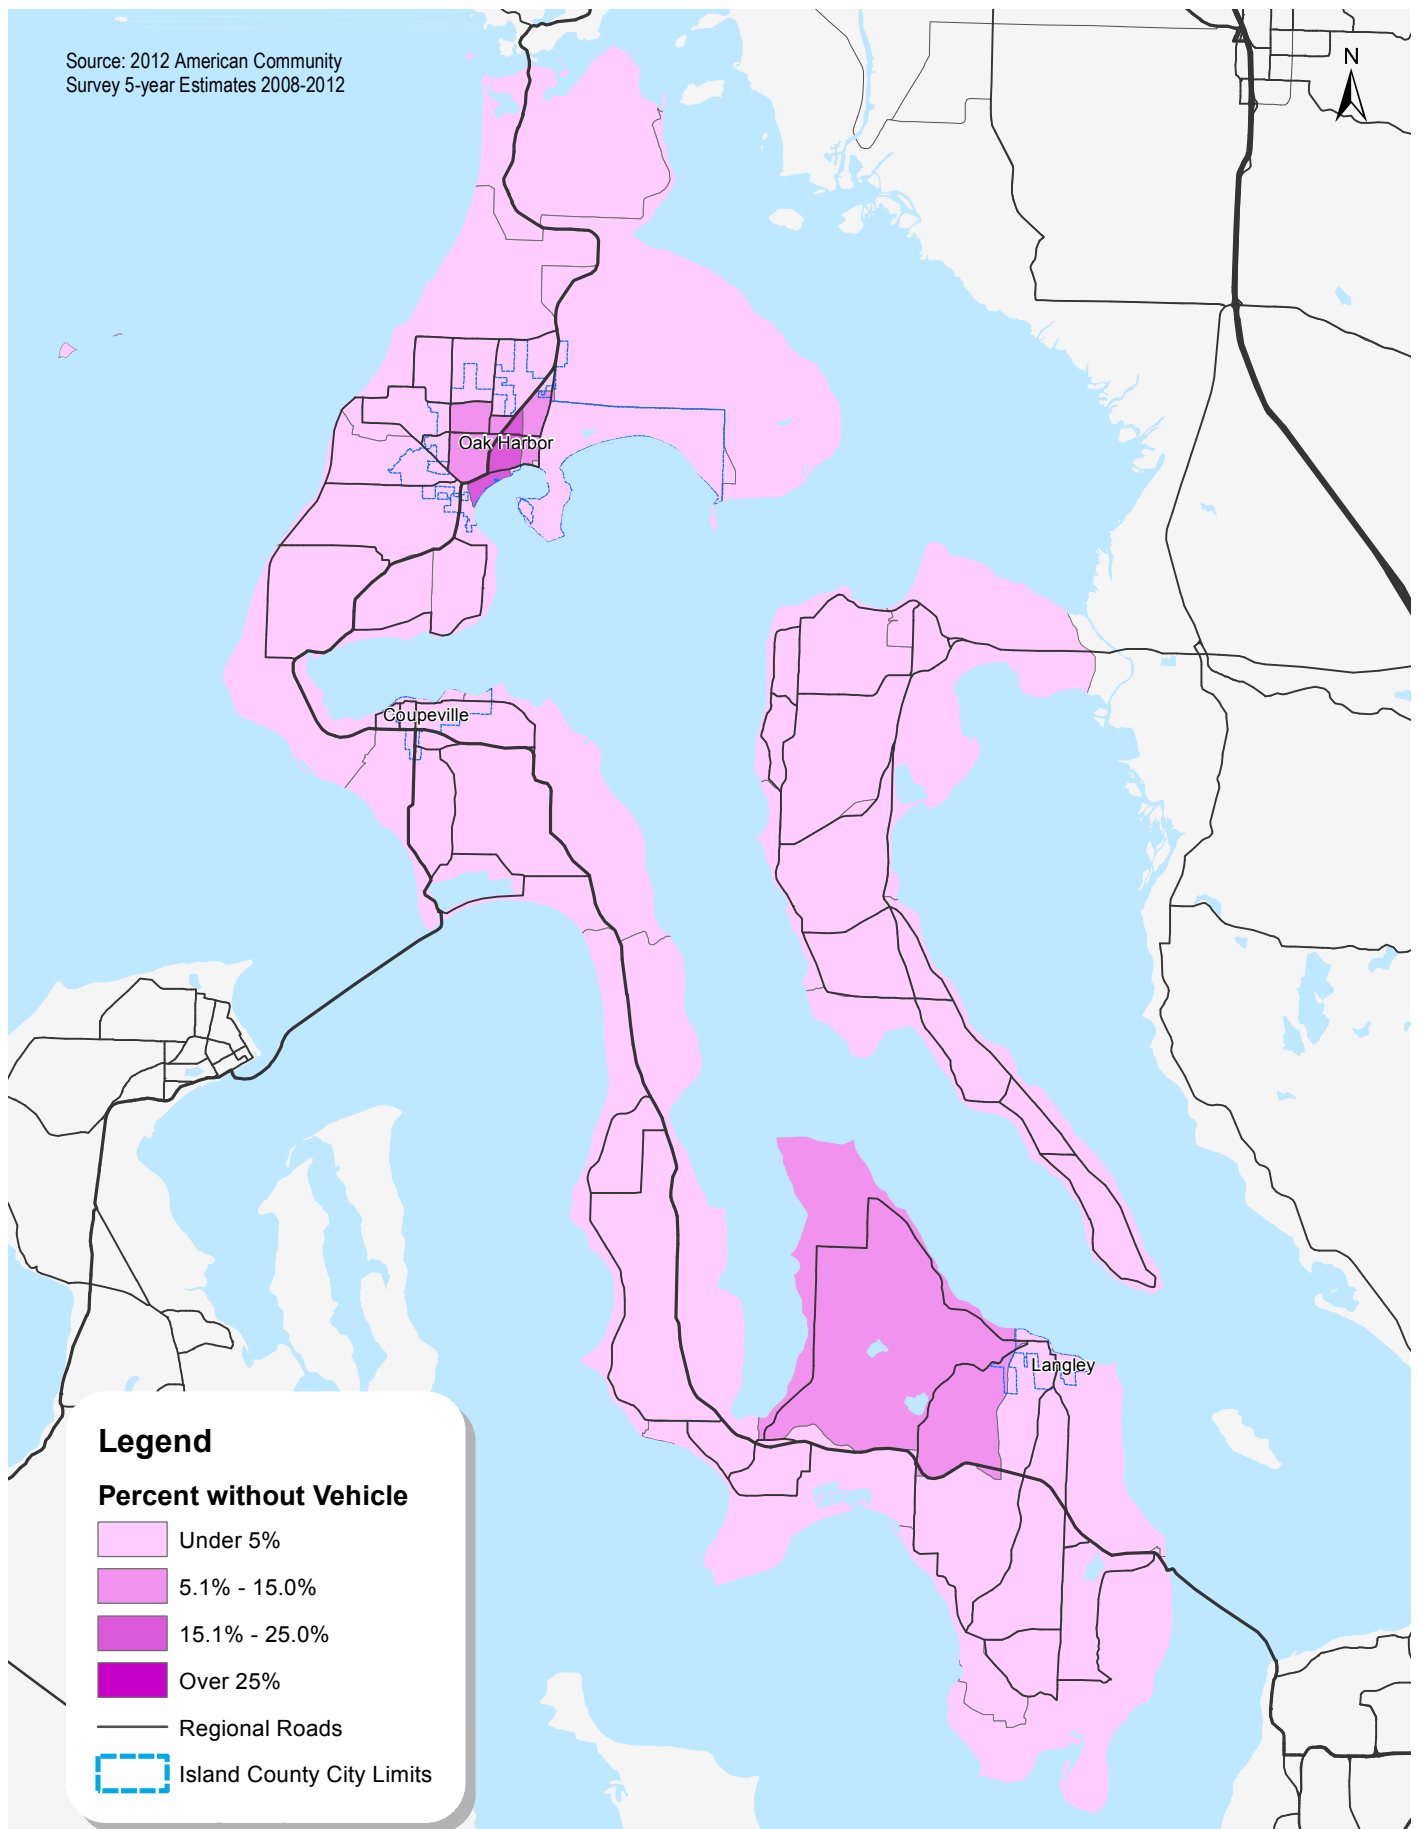 Source: 2012 American Community
Survey 5-year Estimates 2008-2012
N
Oak Harbor
Coupeville
Langley
Legend
Percent without Vehicle
Under 5%
5.1% - 15.0%
15.1% - 25.0%
Over 25%
Regional Roads
Island County City Limits